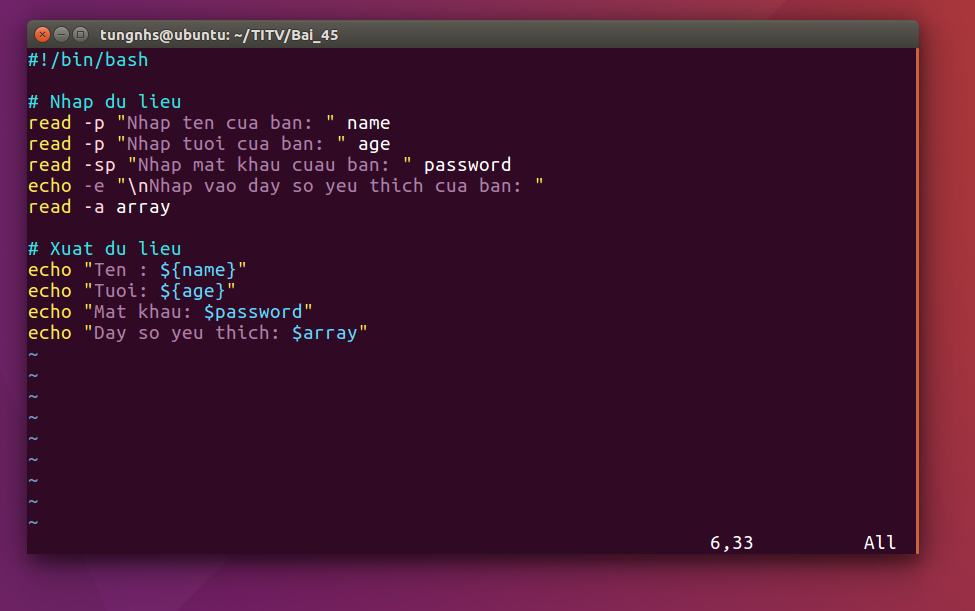 tungnhs@ubuntu: ~/TITV/Bai_45
#!/bin/bash
# Nhap du lieu
read -p "Nhap ten cua ban: " name
read -p "Nhap tuoi cua ban: " age
read -sp "Nhap mat khau cuau ban: " password
echo -e "\nNhap vao day so yeu thich cua ban: "
read -a array
# Xuat du lieu
echo "Ten : ${name}"
echo "Tuoi: ${age}"
echo "Mat khau: $password"
echo "Day so yeu thich: $array"
~
~
~
~
~
~
~
~
~
6,33 All